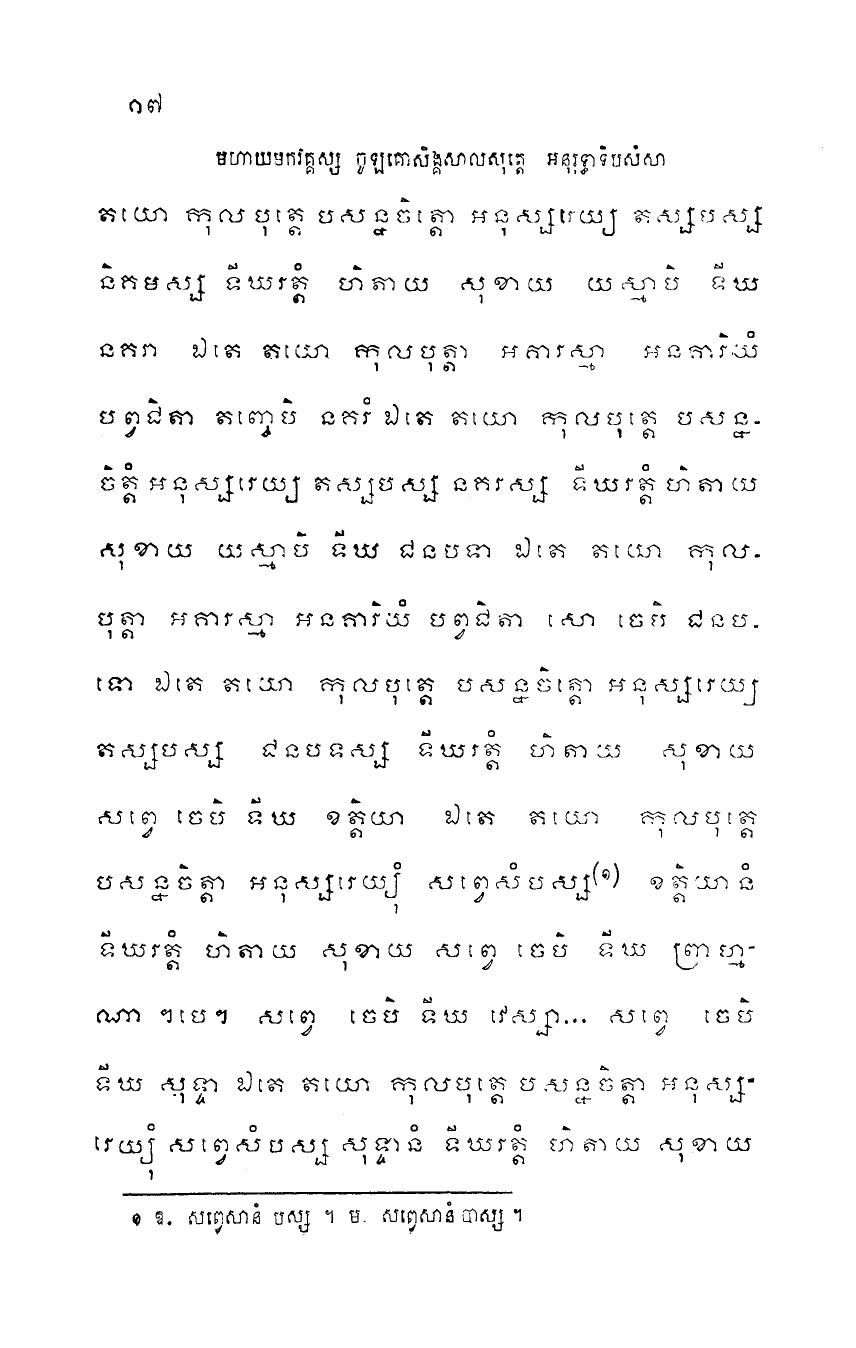 ១៧
មហាយមកវគ្គស្ស ចូឡគោសិង្គសាលសុត្តេ អនុរុទ្ធាទិបសំសា
តយោ កុលបុត្តេ បសន្នចិត្តោ អនុស្សរេយ្យ តស្សបស្ស
និគមស្ស ទីឃរត្តំ ហិតាយ សុខាយ យស្មាបិ ទីឃ
នគរា ឯតេ តយោ កុលបុត្តា អគារស្មា អនគារិយំ
បព្វជិតា តញ្ចេបិ នគរំ ឯតេ តយោ កុលបុត្តេ បសន្ន-
ចិត្តំ អនុស្សរេយ្យ តស្សបស្ស នគរស្ស ទីឃរត្តំ ហិតាយ
សុខាយ យស្មាបិ ទីឃ ជនបទា ឯតេ តយោ កុល-
បុត្តា អគារស្មា អនគារិយំ បព្វជិតា សោ ចេបិ ជនប-
ទោ ឯតេ តយោ កុលបុត្តេ បសន្នចិត្តោ អនុស្សរេយ្យ
តស្សបស្ស ជនបទស្ស ទីឃរត្តំ ហិតាយ សុខាយ
សព្វេ ចេបិ ទីឃ ខត្តិយា ឯតេ តយោ កុលបុត្តេ
បសន្នចិត្តា អនុស្សរេយ្យុំ សព្វេសំបស្ស(១) ខត្តិយានំ
ទីឃរត្តំ ហិតាយ សុខាយ សព្វេ ចេបិ ទីឃ ព្រាហ្ម-
ណា ។បេ។ សព្វេ ចេបិ ទីឃ វេស្សា... សព្វេ ចេបិ
ទីឃ សុទ្ទា ឯតេ តយោ កុលបុត្តេ បសន្នចិត្តា អនុស្ស-
រេយ្យុំ សព្វេសំបស្ស សុទ្ទានំ ទីឃរត្តំ ហិតាយ សុខាយ
១ ឱ. សព្វេសានំ បស្ស ។ ម. សព្វេសានំ បាស្ស ។